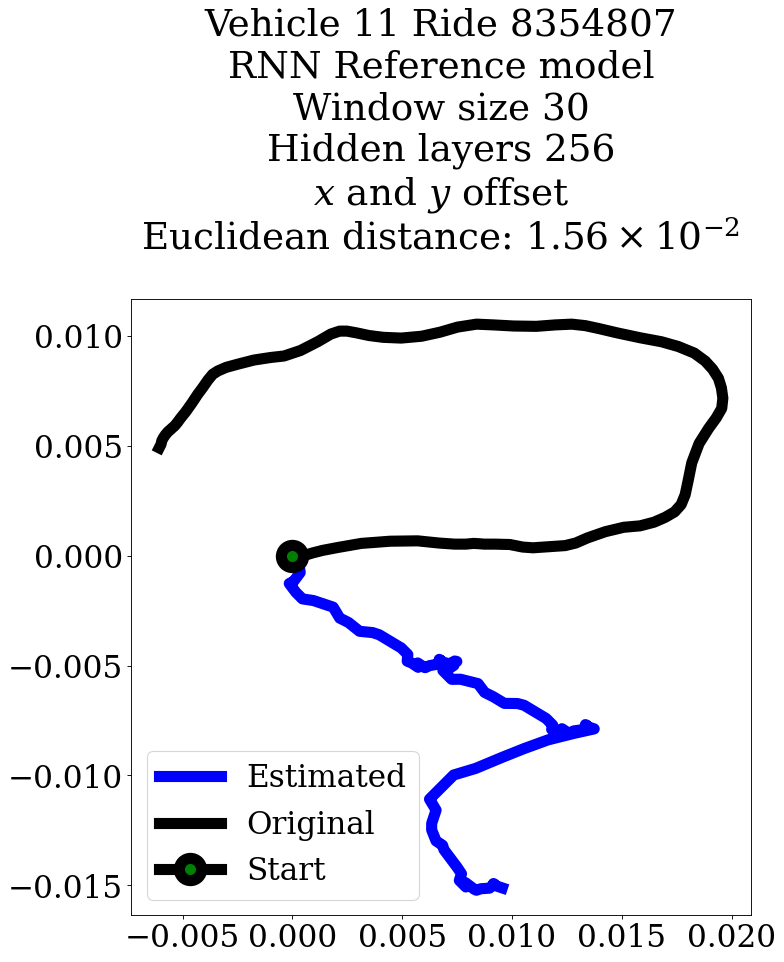 Vehicle 11 Ride 8354807
RNN Reference model
Window size 30
Hidden layers 256
x and y offset
Euclidean distance: 1.56 × 10⁻²
0.010
0.005
0.000
−0.005
−0.010
−0.015
Estimated
Original
Start
−0.005 0.000 0.005 0.010 0.015 0.020